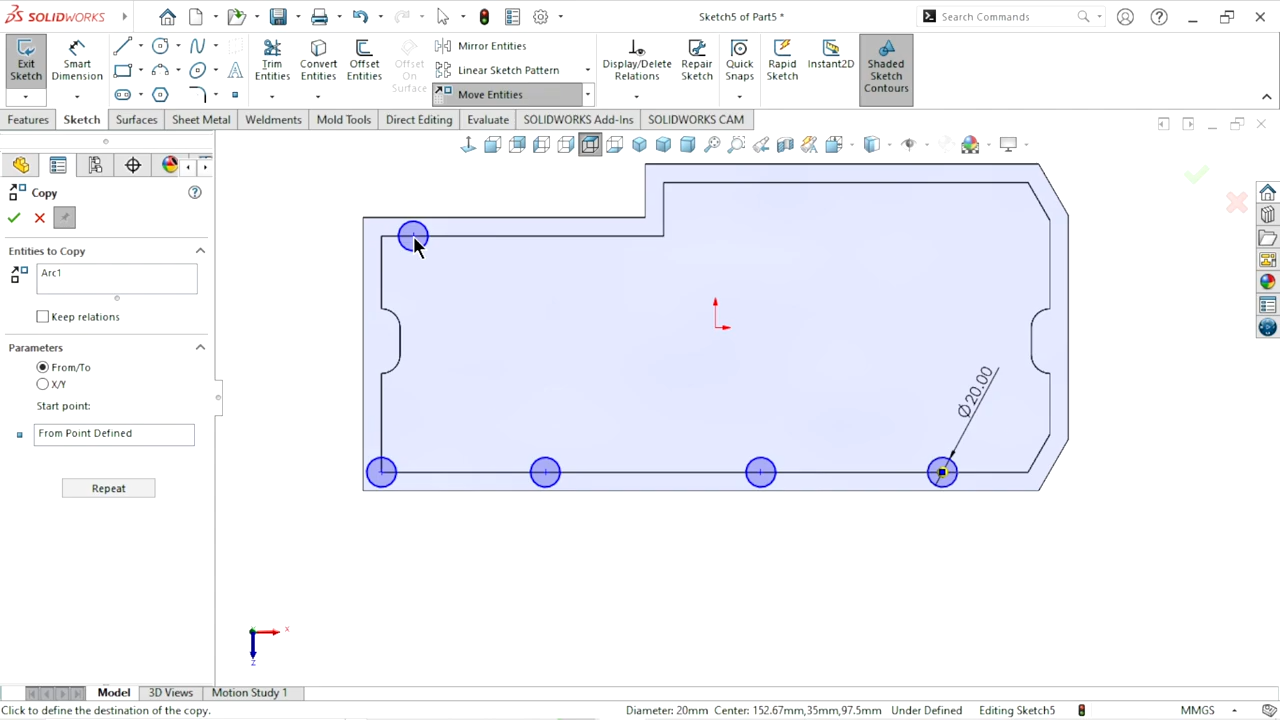 SOLIDWORKS
Sketch5 of Part5 *
Search Commands
Exit Sketch
Smart Dimension
Trim Entities
Convert Entities
Offset Entities
Offset On Surface
Mirror Entities
Linear Sketch Pattern
Move Entities
Display/Delete Relations
Repair Sketch
Quick Snaps
Rapid Sketch
Instant2D
Shaded Sketch Contours
Features
Sketch
Surfaces
Sheet Metal
Weldments
Mold Tools
Direct Editing
Evaluate
SOLIDWORKS Add-Ins
SOLIDWORKS CAM
Copy
Entities to Copy
Arc1
Keep relations
Parameters
From/To
X/Y
Start point:
From Point Defined
Repeat
Ø20.00
X
Z
Model
3D Views
Motion Study 1
Click to define the destination of the copy.
Diameter: 20mm Center: 152.67mm,35mm,97.5mm
Under Defined
Editing Sketch5
MMGS